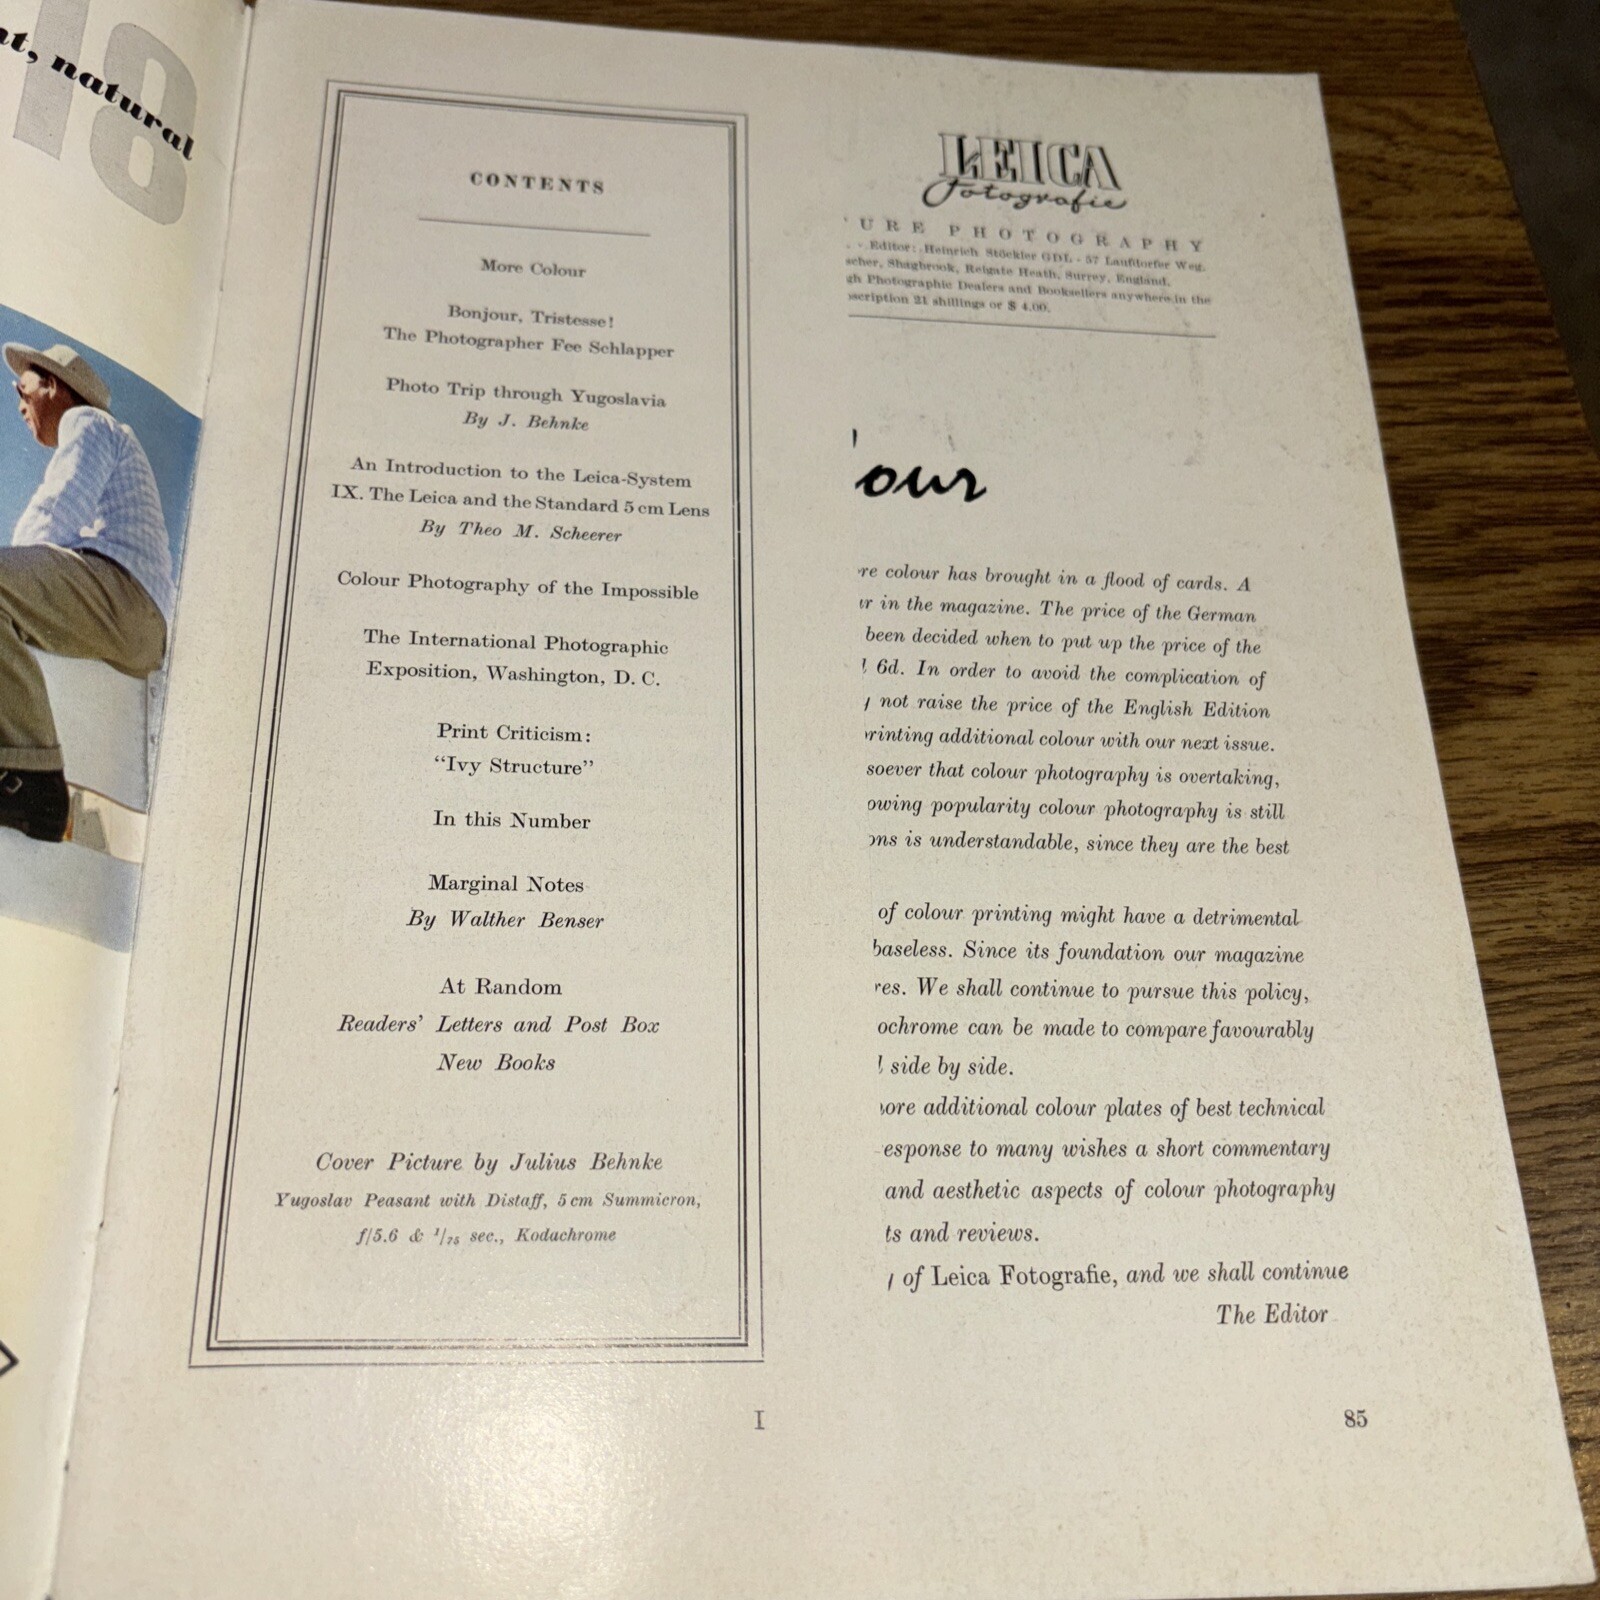 natural
18
CONTENTS
More Colour
Bonjour, Tristesse!
The Photographer Fee Schlapper
Photo Trip through Yugoslavia
By J. Behnke
An Introduction to the Leica-System
IX. The Leica and the Standard 5 cm Lens
By Theo M. Scheerer
Colour Photography of the Impossible
The International Photographic
Exposition, Washington, D. C.
Print Criticism:
“Ivy Structure”
In this Number
Marginal Notes
By Walther Benser
At Random
Readers’ Letters and Post Box
New Books
Cover Picture by Julius Behnke
Yugoslav Peasant with Distaff, 5 cm Summicron,
f/5.6 & 1/75 sec., Kodachrome
I
LEICA
Fotografie
URE PHOTOGRAPHY
Editor: Heinrich Stöckler GDL - 57 Laufdorfer Weg.
scher, Shagbrook, Reigate Heath, Surrey, England.
gh Photographic Dealers and Booksellers anywhere in the
scription 21 shillings or $ 4.00.
our
re colour has brought in a flood of cards. A
r in the magazine. The price of the German
been decided when to put up the price of the
6d. In order to avoid the complication of
not raise the price of the English Edition
rinting additional colour with our next issue.
soever that colour photography is overtaking,
owing popularity colour photography is still
ons is understandable, since they are the best
of colour printing might have a detrimental
baseless. Since its foundation our magazine
res. We shall continue to pursue this policy,
ochrome can be made to compare favourably
side by side.
ore additional colour plates of best technical
esponse to many wishes a short commentary
and aesthetic aspects of colour photography
ts and reviews.
of Leica Fotografie, and we shall continue
The Editor
85